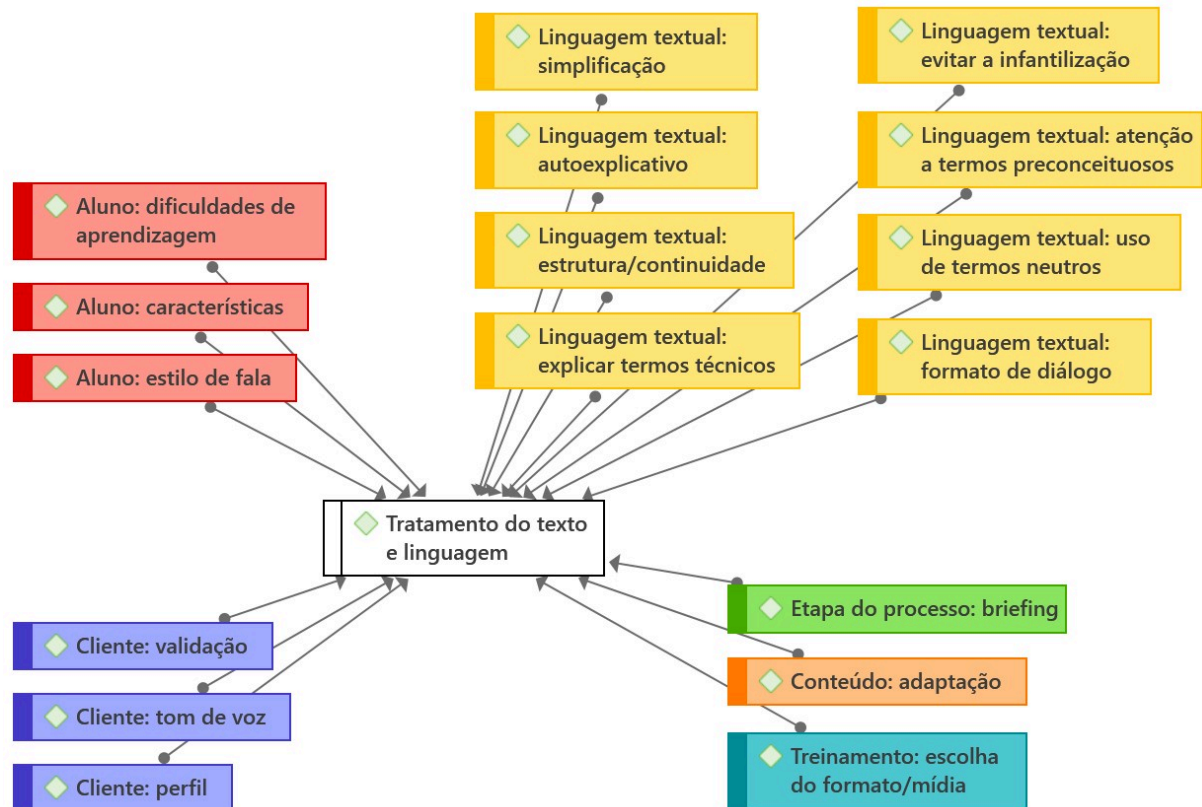 Linguagem textual:
simplificação
Linguagem textual:
evitar a infantilização
Linguagem textual:
autoexplicativo
Linguagem textual: atenção
a termos preconceituosos
Aluno: dificuldades de
aprendizagem
Linguagem textual:
estrutura/continuidade
Linguagem textual: uso
de termos neutros
Aluno: características
Linguagem textual:
explicar termos técnicos
Linguagem textual:
formato de diálogo
Aluno: estilo de fala
Tratamento do texto
e linguagem
Etapa do processo: briefing
Cliente: validação
Conteúdo: adaptação
Cliente: tom de voz
Treinamento: escolha
do formato/mídia
Cliente: perfil